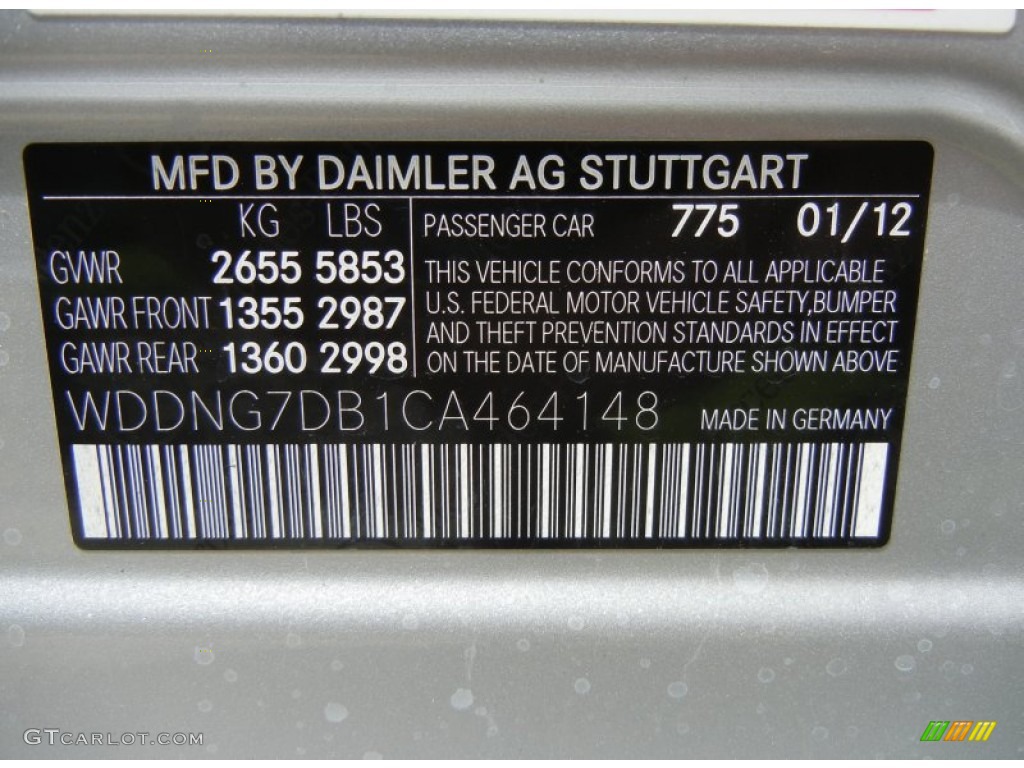 MFD BY DAIMLER AG STUTTGART
KG LBS
GVWR 2655 5853
GAWR FRONT 1355 2987
GAWR REAR 1360 2998
PASSENGER CAR 775 01/12
THIS VEHICLE CONFORMS TO ALL APPLICABLE
U.S. FEDERAL MOTOR VEHICLE SAFETY,BUMPER
AND THEFT PREVENTION STANDARDS IN EFFECT
ON THE DATE OF MANUFACTURE SHOWN ABOVE
WDDNG7DB1CA464148 MADE IN GERMANY
GTCARLOT.COM